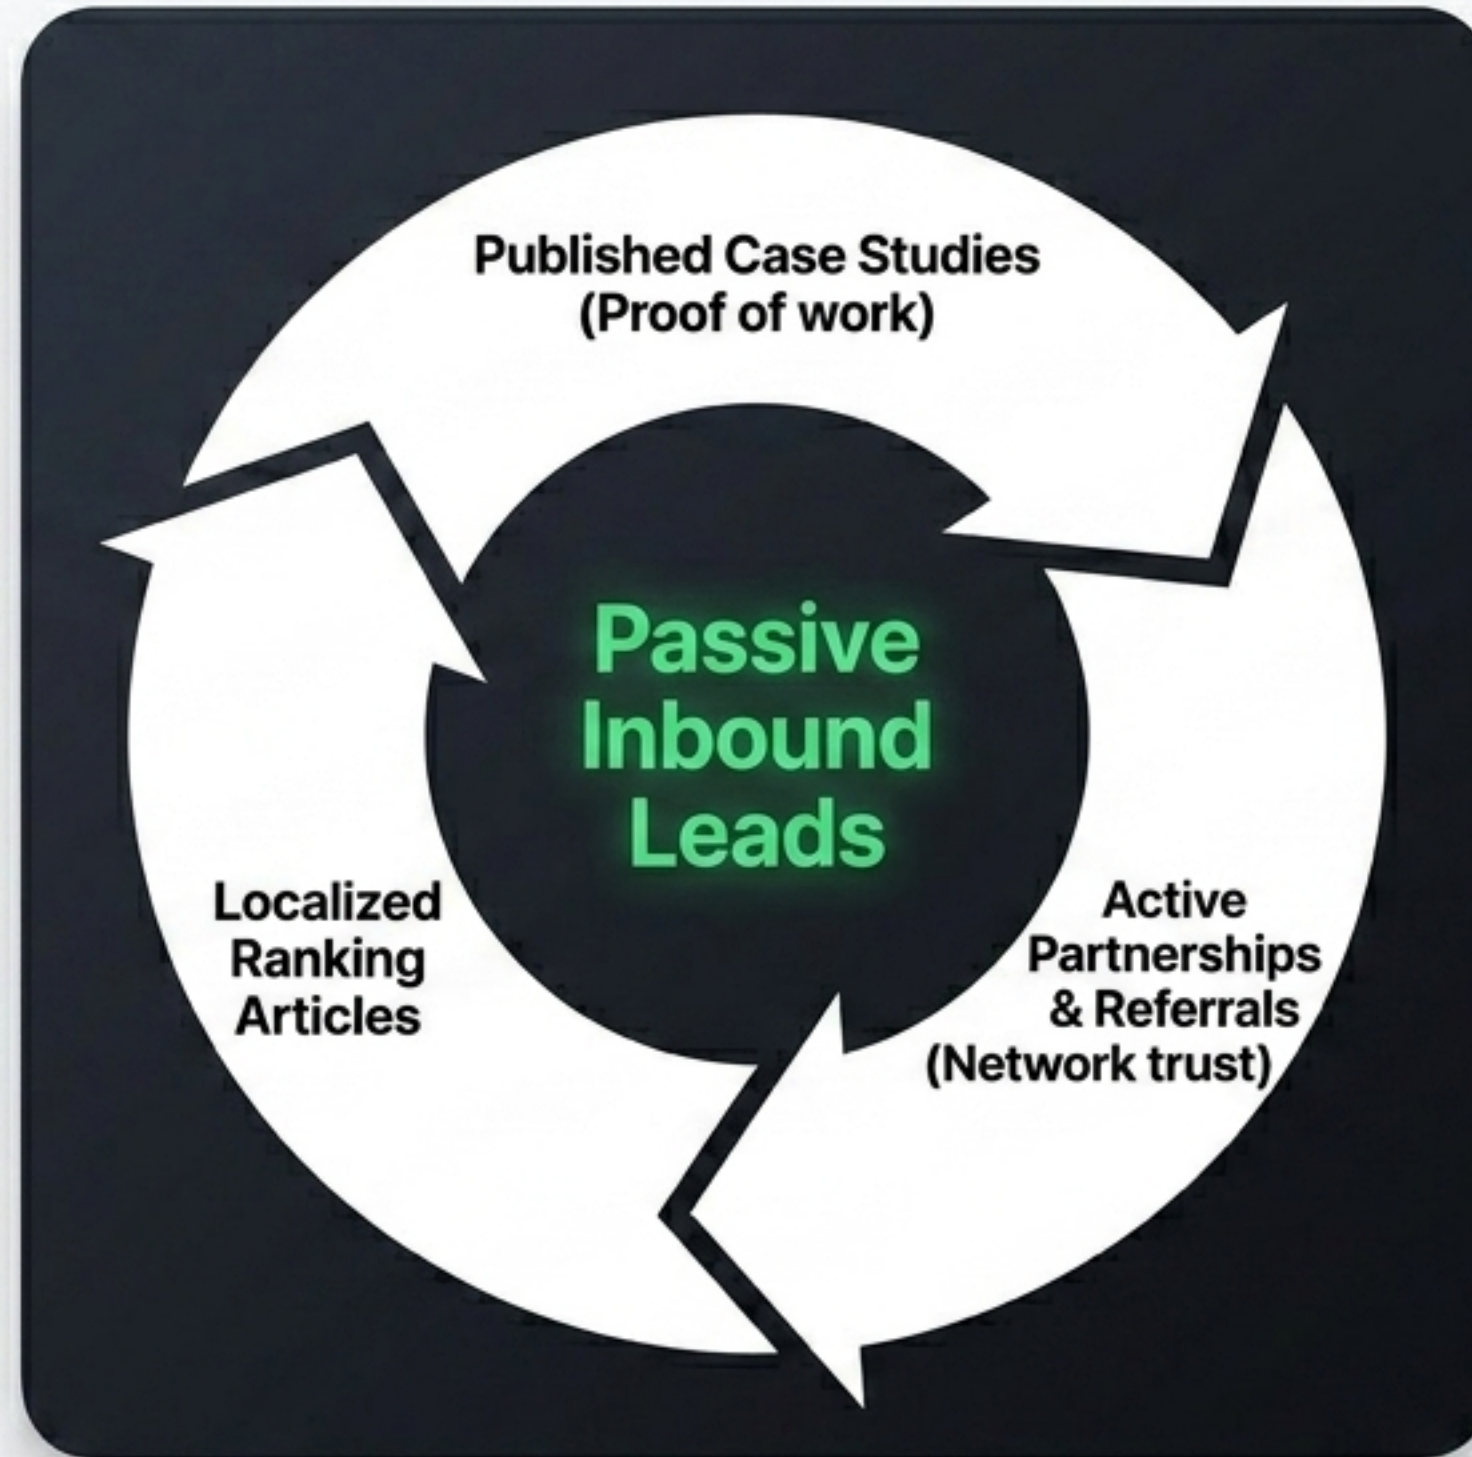 Published Case Studies
(Proof of work)
Passive
Inbound
Leads
Localized
Ranking
Articles
Active
Partnerships
& Referrals
(Network trust)